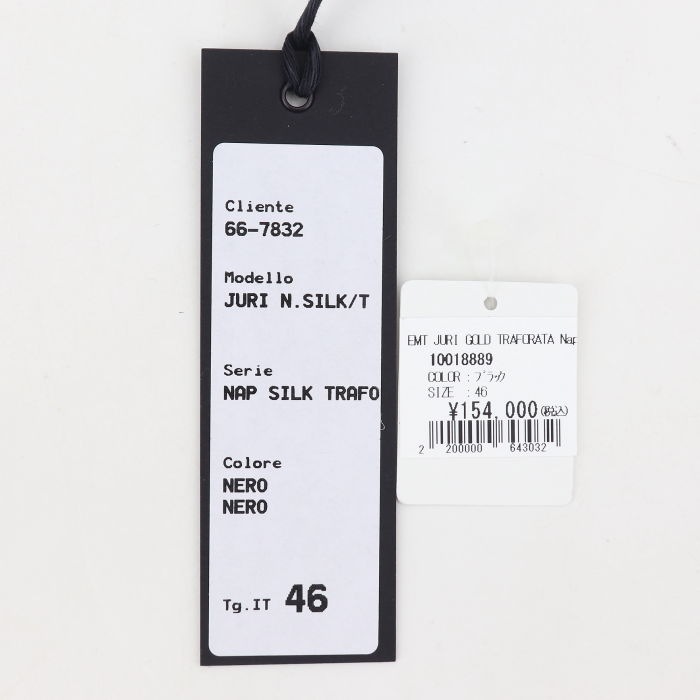 Cliente
66-7832
Modello
JURI N.SILK/T
Serie
NAP SILK TRAFO
Colore
NERO
NERO
Tg.IT 46
EMT JURI GOLD TRAFORATA Nap
10018889
COLOR : ブラック
SIZE : 46
¥154,000(税込)
2 200000 643032